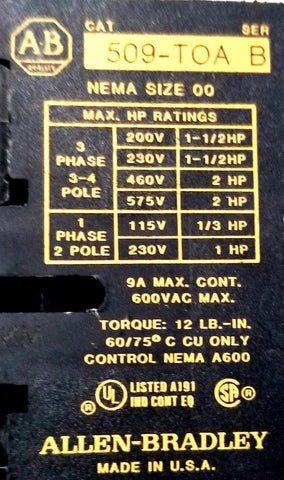 CAT SER
A-B 509-TOA B
QUALITY
NEMA SIZE 00
MAX. HP RATINGS
3 PHASE 3-4 POLE 200V 1-1/2HP
230V 1-1/2HP
460V 2 HP
575V 2 HP
1 PHASE 2 POLE 115V 1/3 HP
230V 1 HP
9A MAX. CONT.
600VAC MAX.
TORQUE: 12 LB.-IN.
60/75° C CU ONLY
CONTROL NEMA A600
® UL LISTED A191 SA ®
IND CONT EQ
ALLEN-BRADLEY
MADE IN U.S.A.